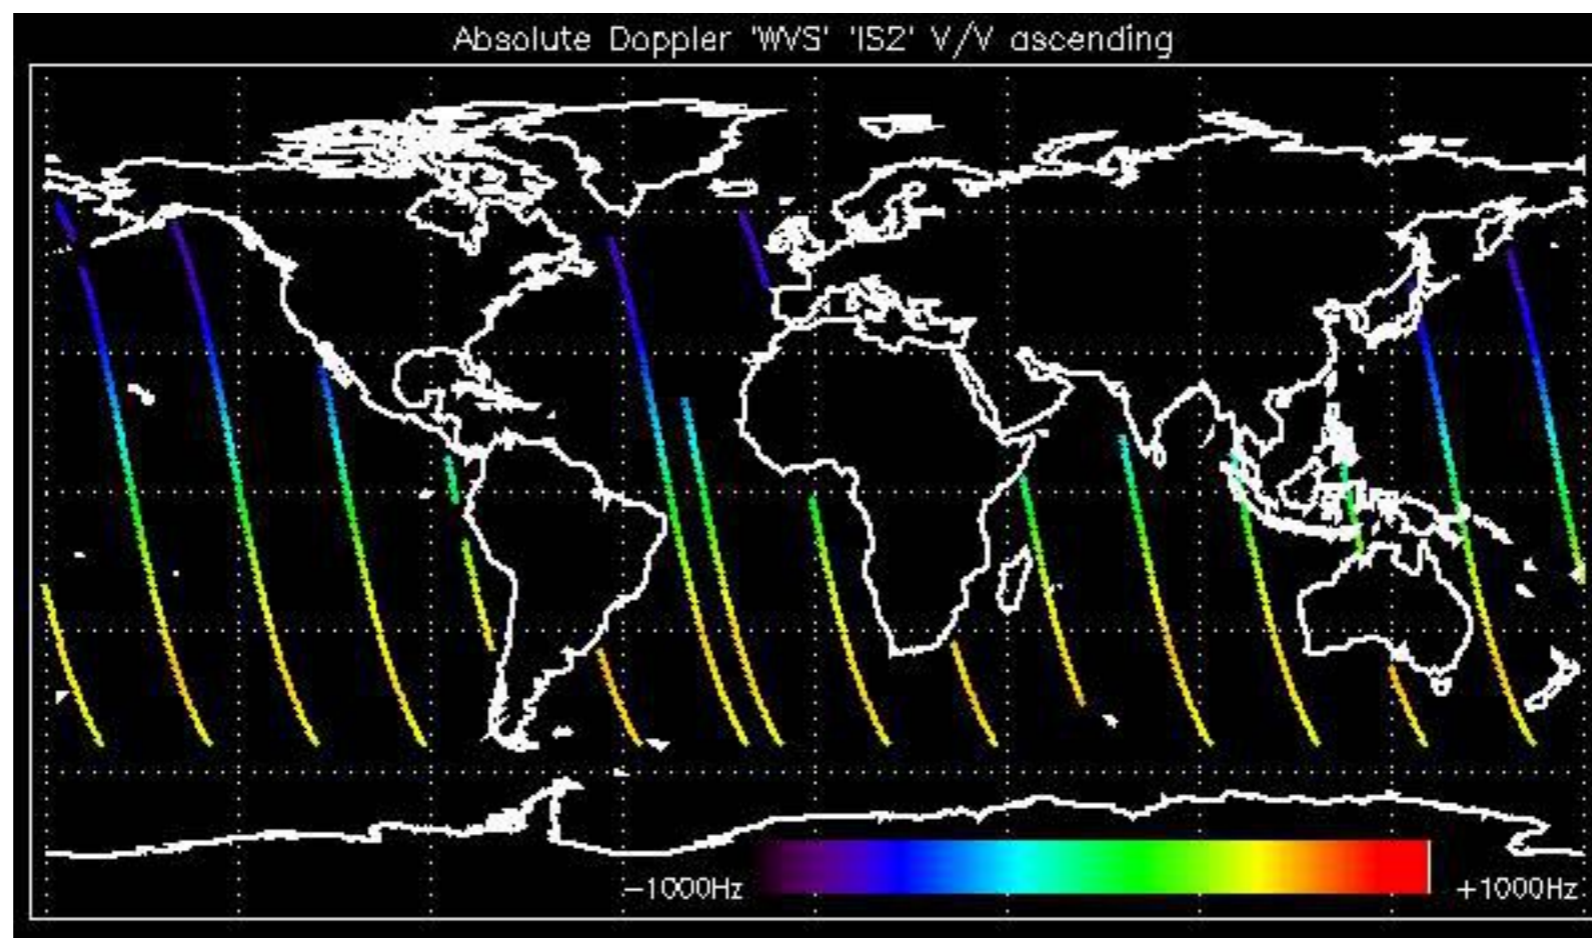 Absolute Doppler 'WVS' 'IS2' V/V ascending
−1000Hz +1000Hz